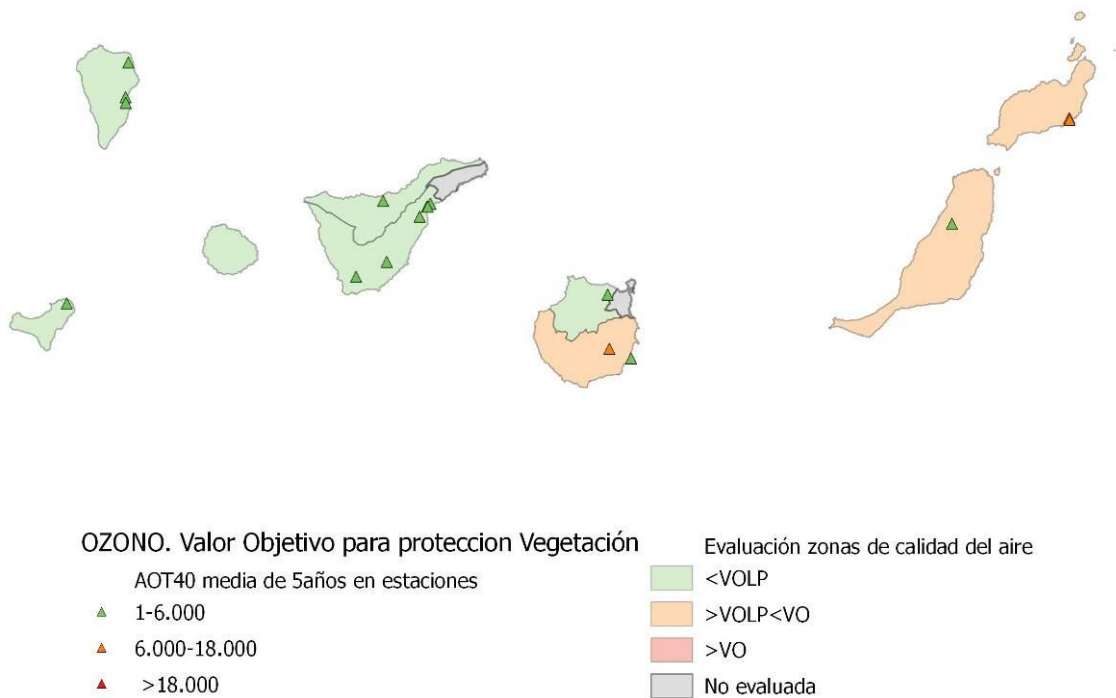 OZONO. Valor Objetivo para proteccion Vegetación
AOT40 media de 5años en estaciones
1-6.000
6.000-18.000
>18.000
Evaluación zonas de calidad del aire
<VOLP
>VOLP<VO
>VO
No evaluada